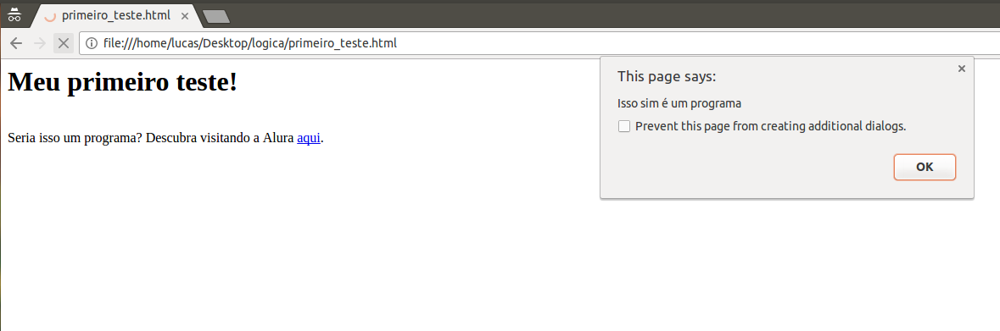 primeiro_teste.html
file:///home/lucas/Desktop/logica/primeiro_teste.html
Meu primeiro teste!
Seria isso um programa? Descubra visitando a Alura aqui.
This page says:
Isso sim é um programa
Prevent this page from creating additional dialogs.
OK